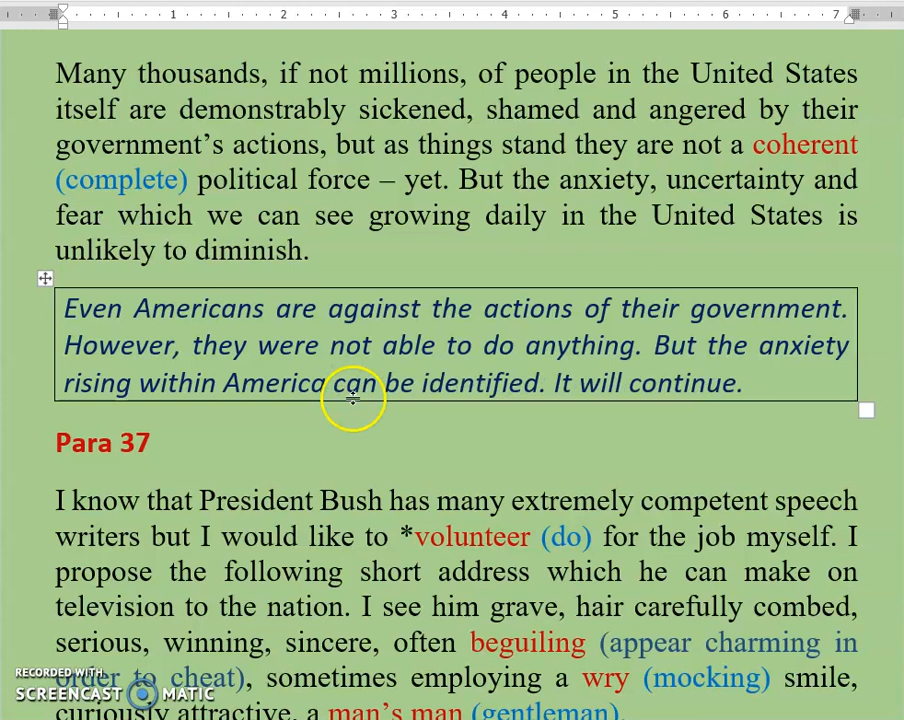 1 2 3 4 5 6 7
Many thousands, if not millions, of people in the United States
itself are demonstrably sickened, shamed and angered by their
government’s actions, but as things stand they are not a coherent
(complete) political force – yet. But the anxiety, uncertainty and
fear which we can see growing daily in the United States is
unlikely to diminish.
Even Americans are against the actions of their government.
However, they were not able to do anything. But the anxiety
rising within America can be identified. It will continue.
Para 37
I know that President Bush has many extremely competent speech
writers but I would like to *volunteer (do) for the job myself. I
propose the following short address which he can make on
television to the nation. I see him grave, hair carefully combed,
serious, winning, sincere, often beguiling (appear charming in
order to cheat), sometimes employing a wry (mocking) smile,
curiously attractive, a man’s man (gentleman).
RECORDED WITH
SCREENCAST MATIC